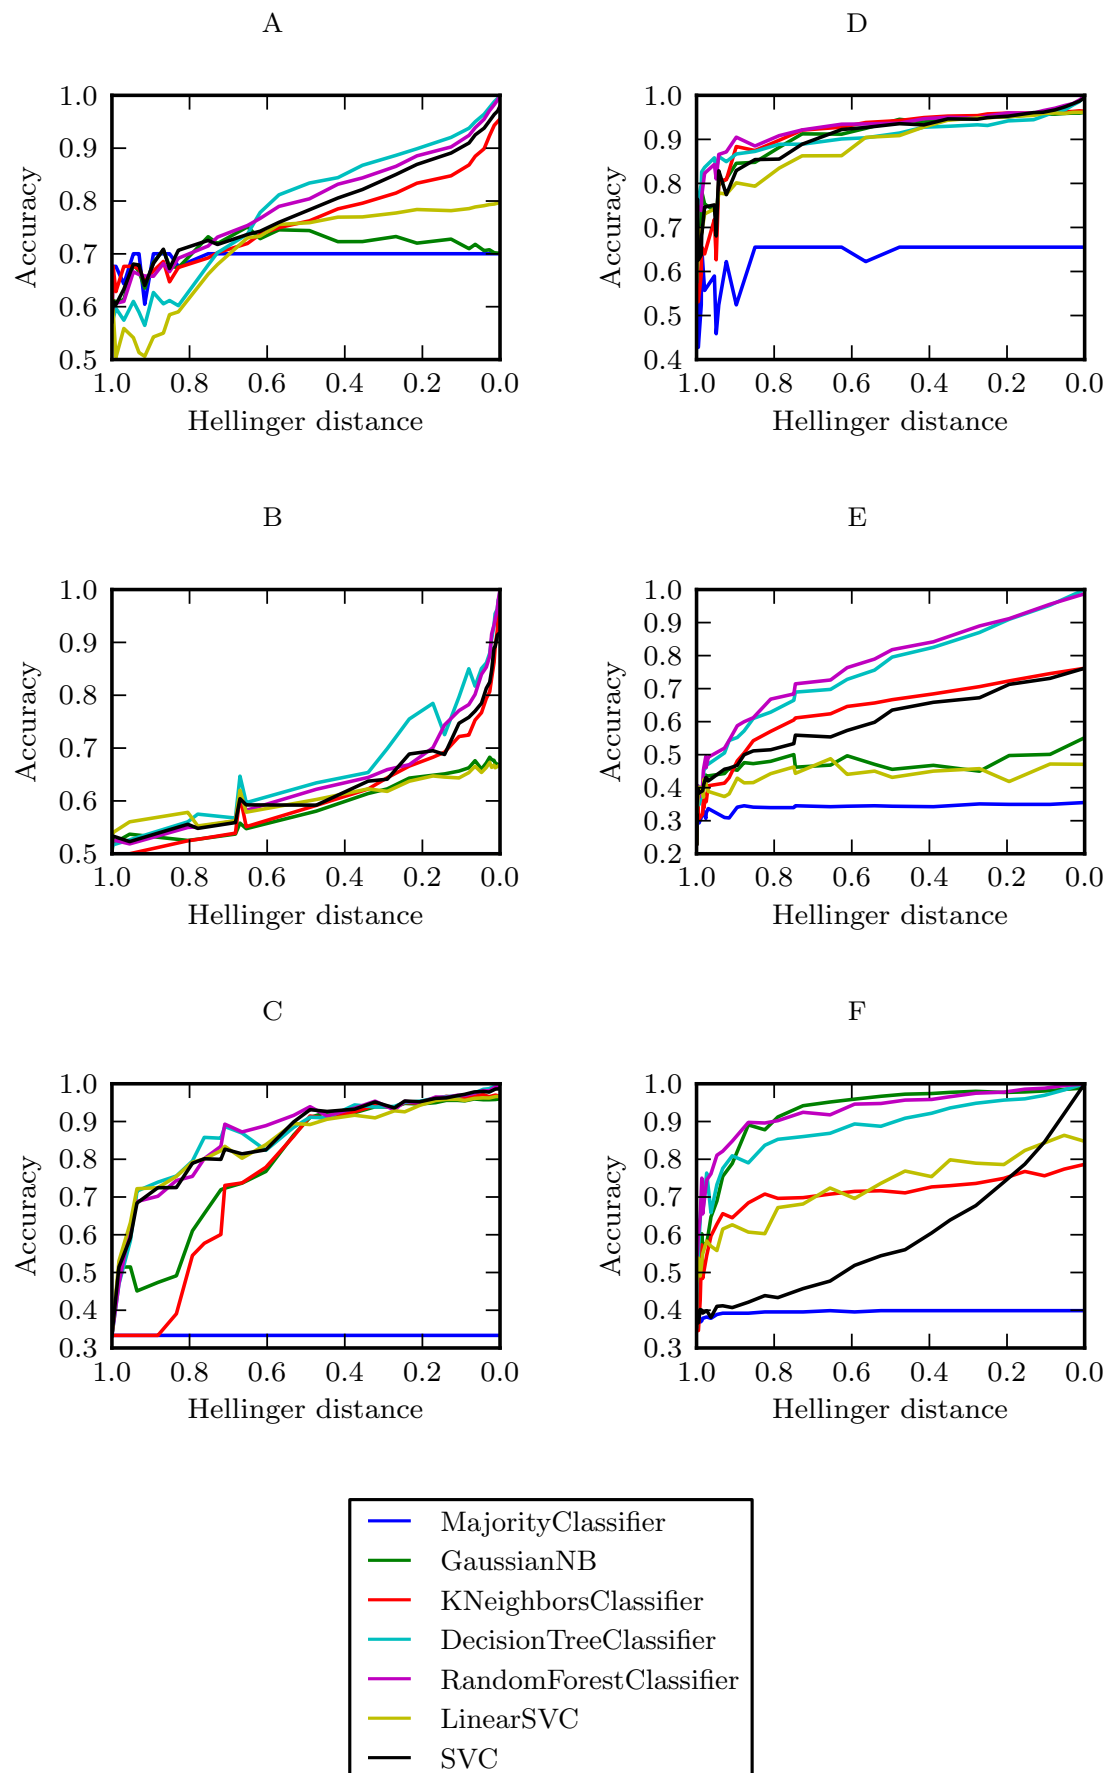 A
1.0
0.9
0.8
0.7
0.6
0.5
Accuracy
1.0 0.8 0.6 0.4 0.2 0.0
Hellinger distance
D
1.0
0.9
0.8
0.7
0.6
0.5
0.4
Accuracy
1.0 0.8 0.6 0.4 0.2 0.0
Hellinger distance
B
1.0
0.9
0.8
0.7
0.6
0.5
Accuracy
1.0 0.8 0.6 0.4 0.2 0.0
Hellinger distance
E
1.0
0.9
0.8
0.7
0.6
0.5
0.4
0.3
0.2
Accuracy
1.0 0.8 0.6 0.4 0.2 0.0
Hellinger distance
C
1.0
0.9
0.8
0.7
0.6
0.5
0.4
0.3
Accuracy
1.0 0.8 0.6 0.4 0.2 0.0
Hellinger distance
F
1.0
0.9
0.8
0.7
0.6
0.5
0.4
0.3
Accuracy
1.0 0.8 0.6 0.4 0.2 0.0
Hellinger distance
MajorityClassifier
GaussianNB
KNeighborsClassifier
DecisionTreeClassifier
RandomForestClassifier
LinearSVC
SVC